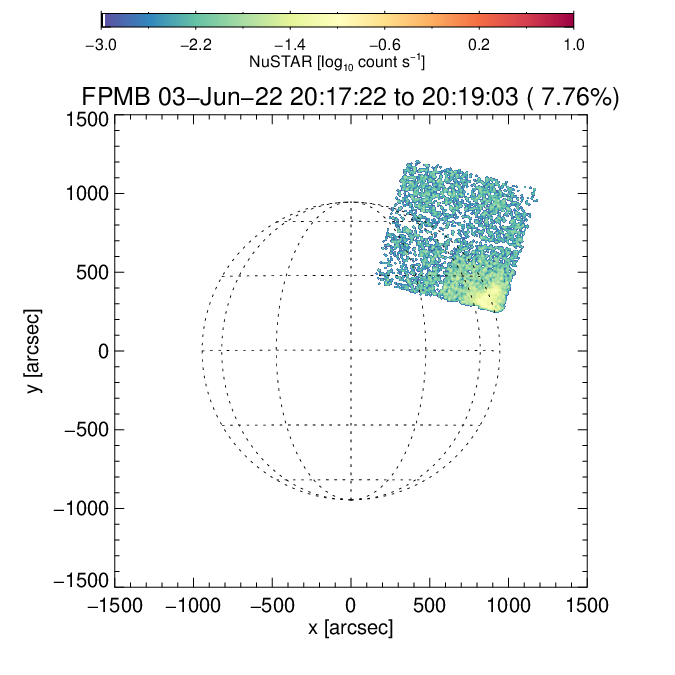 −3.0 −2.2 −1.4 −0.6 0.2 1.0
NuSTAR [log₁₀ count s⁻¹]
FPMB 03−Jun−22 20:17:22 to 20:19:03 ( 7.76%)
1500
1000
500
0
−500
−1000
−1500
y [arcsec]
−1500 −1000 −500 0 500 1000 1500
x [arcsec]